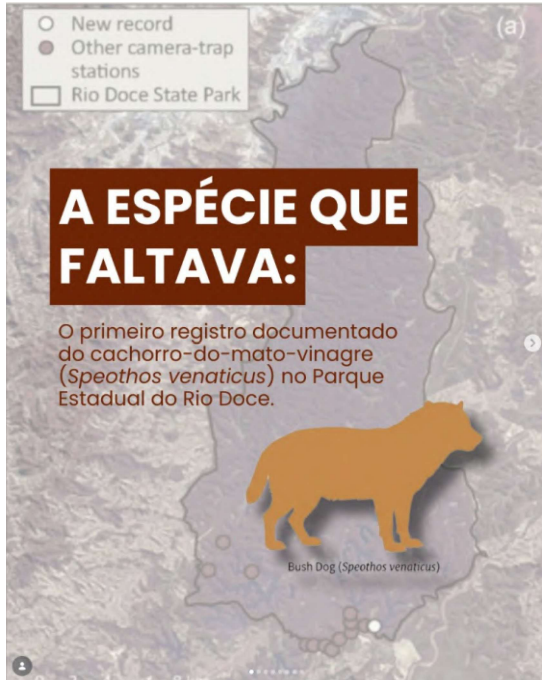 New record
(a)
Other camera-trap
stations
Rio Doce State Park
A ESPÉCIE QUE
FALTAVA:
O primeiro registro documentado
do cachorro-do-mato-vinagre
(Speothos venaticus) no Parque
Estadual do Rio Doce.
Bush Dog (Speothos venaticus)